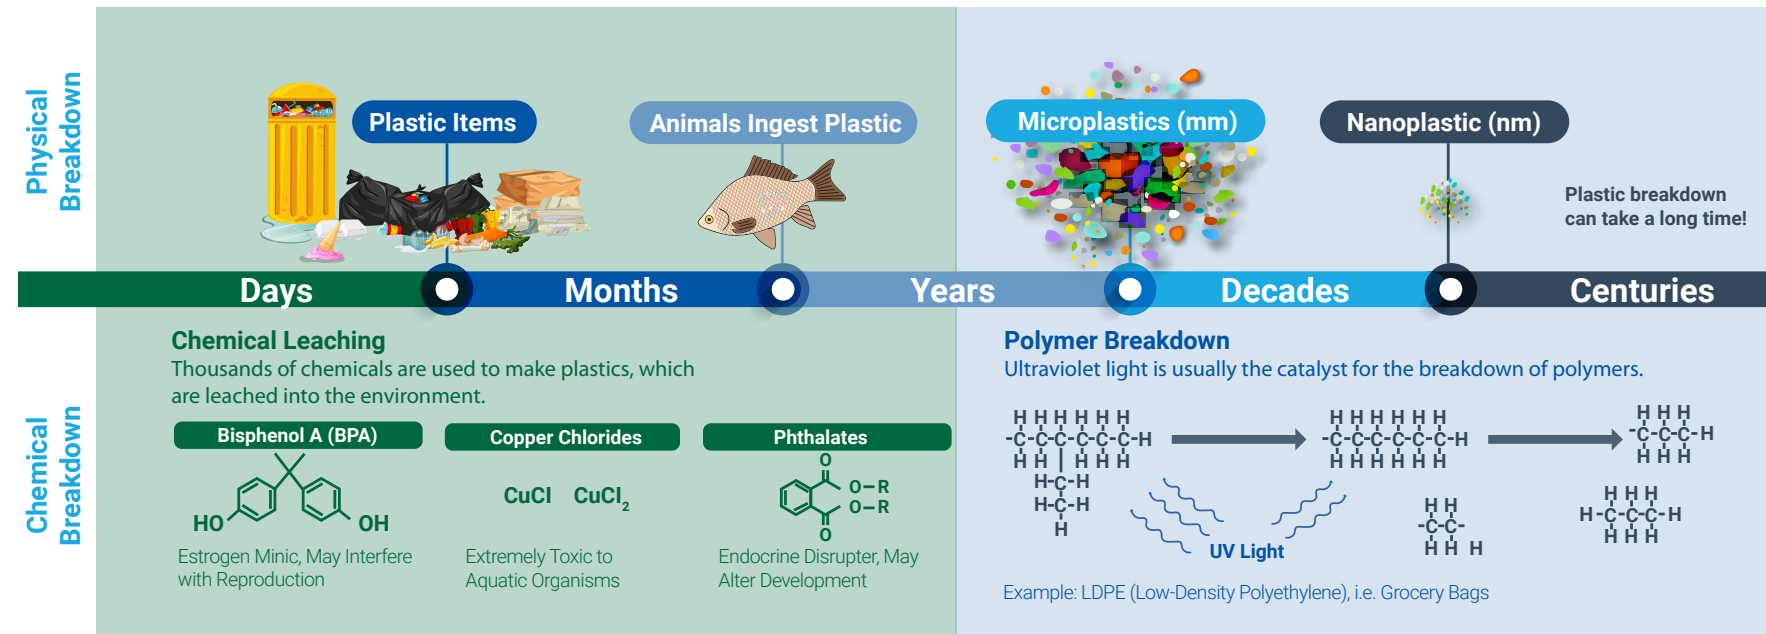 Physical
Breakdown
Plastic Items
Animals Ingest Plastic
Microplastics (mm)
Nanoplastic (nm)
Plastic breakdown
can take a long time!
Days
Months
Years
Decades
Centuries
Chemical
Breakdown
Chemical Leaching
Thousands of chemicals are used to make plastics, which
are leached into the environment.
Bisphenol A (BPA)
HO
OH
Estrogen Minic, May Interfere
with Reproduction
Copper Chlorides
CuCl CuCl₂
Extremely Toxic to
Aquatic Organisms
Phthalates
O
O–R
O–R
O
Endocrine Disrupter, May
Alter Development
Polymer Breakdown
Ultraviolet light is usually the catalyst for the breakdown of polymers.
H H H H H H
-C-C-C-C-C-C-H
H H H H H
H-C-H
H-C-H
H
H H H H H H
-C-C-C-C-C-C-H
H H H H H H
H H H
-C-C-C-H
H H H
H H
-C-C-
H H H
H H H
H-C-C-C-H
H H H
UV Light
Example: LDPE (Low-Density Polyethylene), i.e. Grocery Bags